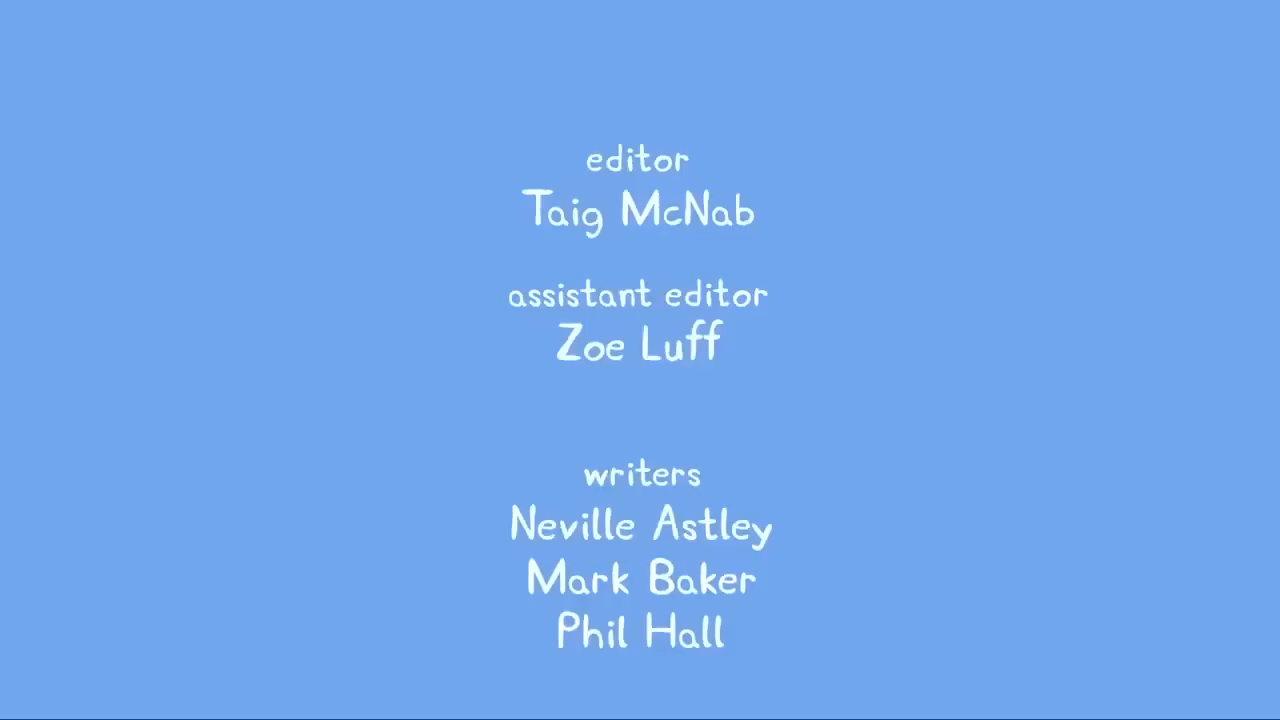 editor
Taig McNab
assistant editor
Zoe Luff
writers
Neville Astley
Mark Baker
Phil Hall